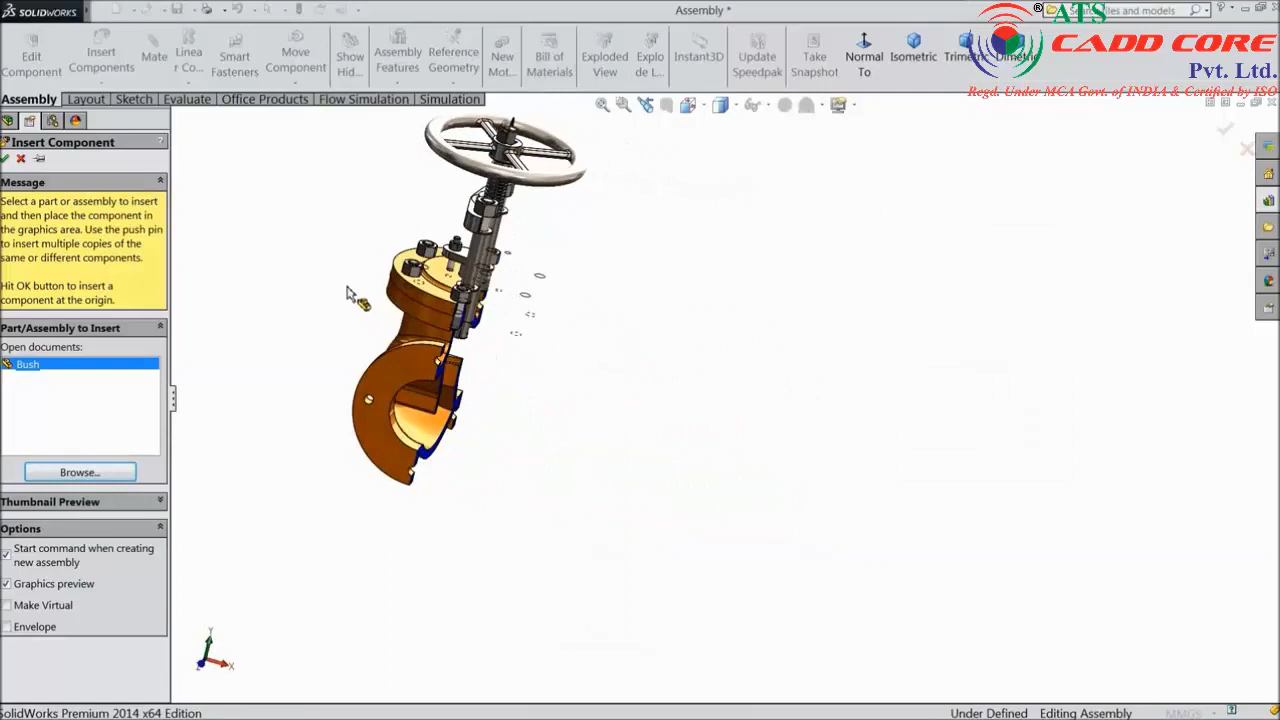 SOLIDWORKS
Assembly *
Search files and models
®
ATS
CADD CORE
Pvt. Ltd.
Regd. Under MCA Govt. of INDIA & Certified by ISO
Edit
Component
Insert
Components
Mate
Linea
r Co...
Smart
Fasteners
Move
Component
Show
Hid...
Assembly
Features
Reference
Geometry
New
Mot...
Bill of
Materials
Exploded
View
Explo
de L...
Instant3D
Update
Speedpak
Take
Snapshot
Normal
To
Isometric
Trimetric
Dimetric
Assembly
Layout
Sketch
Evaluate
Office Products
Flow Simulation
Simulation
Insert Component
?
Message
Select a part or assembly to insert
and then place the component in
the graphics area. Use the push pin
to insert multiple copies of the
same or different components.
Hit OK button to insert a
component at the origin.
Part/Assembly to Insert
Open documents:
Bush
Browse...
Thumbnail Preview
Options
Start command when creating
new assembly
Graphics preview
Make Virtual
Envelope
Y
X
Z
SolidWorks Premium 2014 x64 Edition
Under Defined
Editing Assembly
MMGS